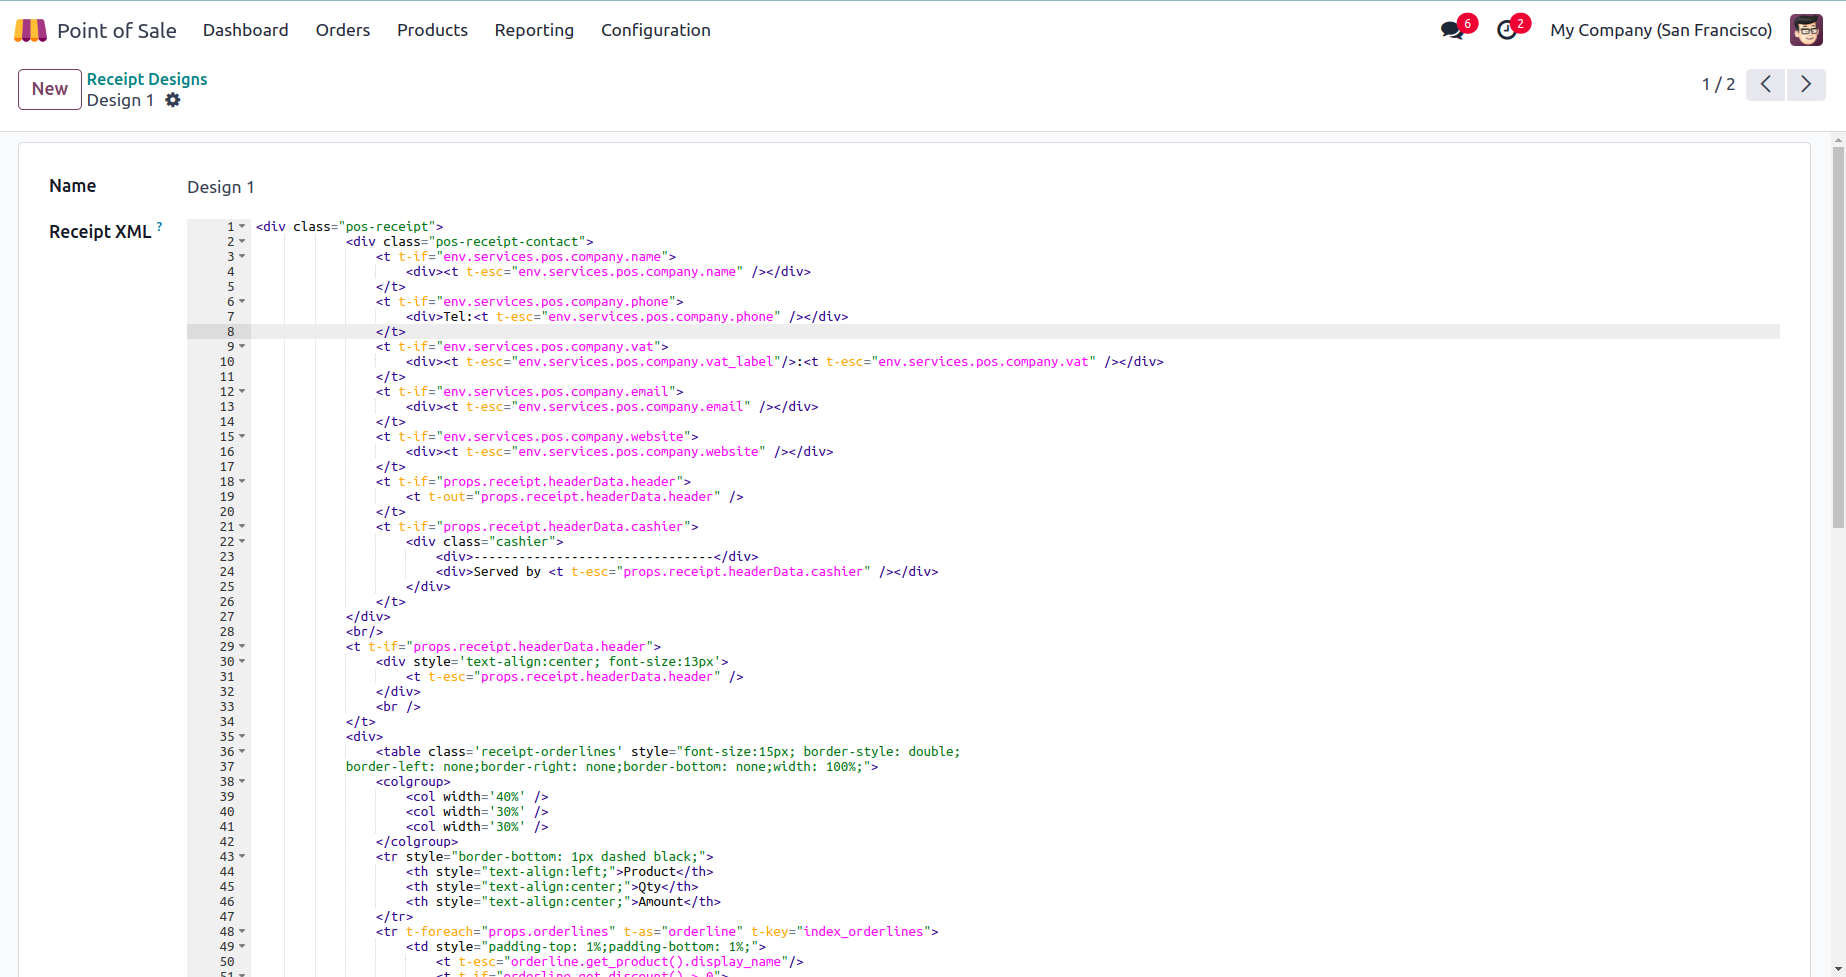 Point of Sale Dashboard Orders Products Reporting Configuration 6 2 My Company (San Francisco)
New Receipt Designs
Design 1
1 / 2
Name Design 1
Receipt XML ?
1 <div class="pos-receipt">
2 <div class="pos-receipt-contact">
3 <t t-if="env.services.pos.company.name">
4 <div><t t-esc="env.services.pos.company.name" /></div>
5 </t>
6 <t t-if="env.services.pos.company.phone">
7 <div>Tel:<t t-esc="env.services.pos.company.phone" /></div>
8 </t>
9 <t t-if="env.services.pos.company.vat">
10 <div><t t-esc="env.services.pos.company.vat_label"/>:<t t-esc="env.services.pos.company.vat" /></div>
11 </t>
12 <t t-if="env.services.pos.company.email">
13 <div><t t-esc="env.services.pos.company.email" /></div>
14 </t>
15 <t t-if="env.services.pos.company.website">
16 <div><t t-esc="env.services.pos.company.website" /></div>
17 </t>
18 <t t-if="props.receipt.headerData.header">
19 <t t-out="props.receipt.headerData.header" />
20 </t>
21 <t t-if="props.receipt.headerData.cashier">
22 <div class="cashier">
23 <div>--------------------------------</div>
24 <div>Served by <t t-esc="props.receipt.headerData.cashier" /></div>
25 </div>
26 </t>
27 </div>
28 <br/>
29 <t t-if="props.receipt.headerData.header">
30 <div style='text-align:center; font-size:13px'>
31 <t t-esc="props.receipt.headerData.header" />
32 </div>
33 <br />
34 </t>
35 <div>
36 <table class='receipt-orderlines' style="font-size:15px; border-style: double;
37 border-left: none;border-right: none;border-bottom: none;width: 100%;">
38 <colgroup>
39 <col width='40%' />
40 <col width='30%' />
41 <col width='30%' />
42 </colgroup>
43 <tr style="border-bottom: 1px dashed black;">
44 <th style="text-align:left;">Product</th>
45 <th style="text-align:center;">Qty</th>
46 <th style="text-align:center;">Amount</th>
47 </tr>
48 <tr t-foreach="props.orderlines" t-as="orderline" t-key="index_orderlines">
49 <td style="padding-top: 1%;padding-bottom: 1%;">
50 <t t-esc="orderline.get_product().display_name"/>
51 <t t-if="orderline.get_discount() > 0">